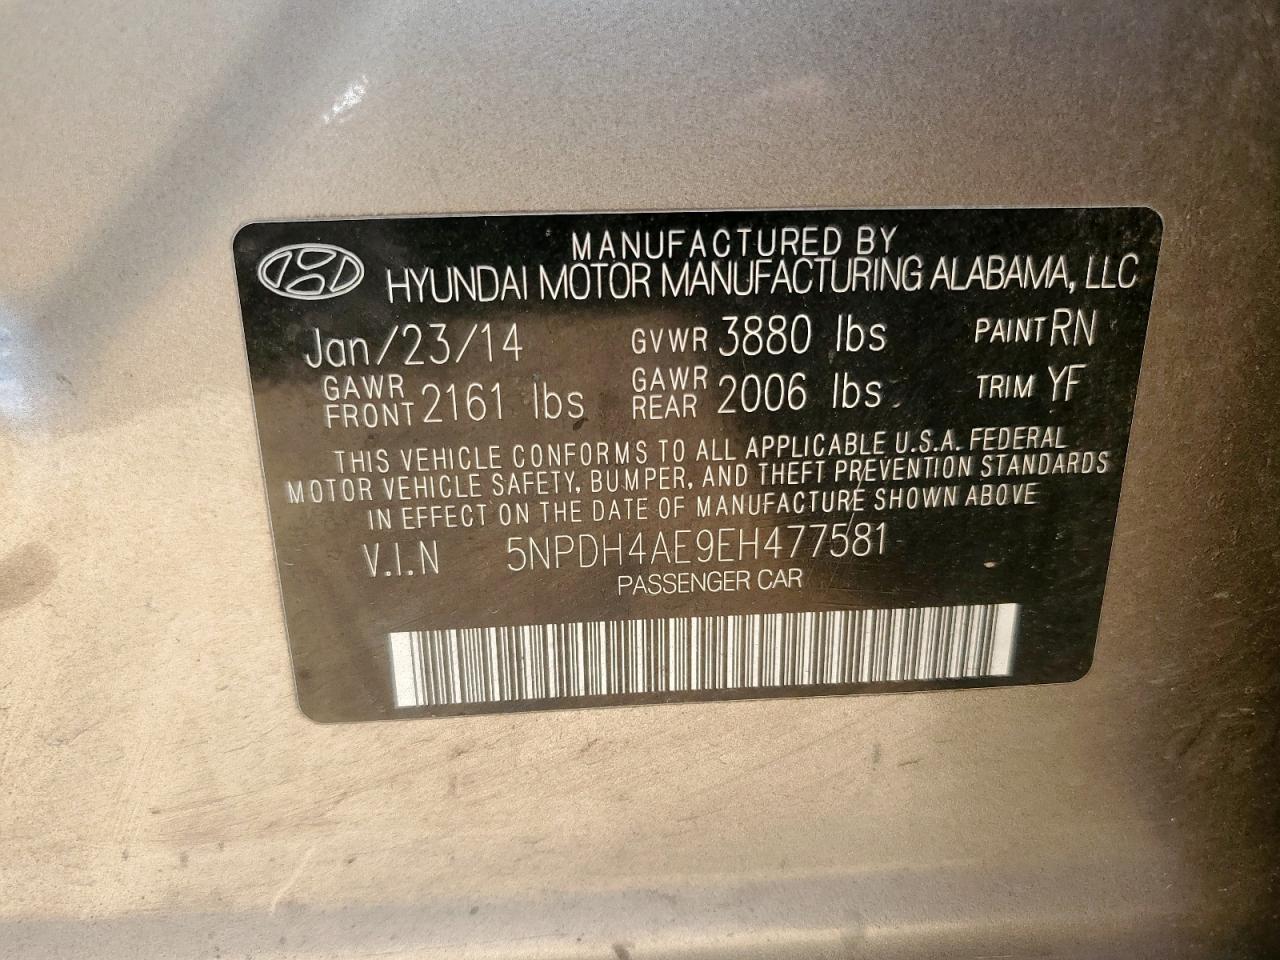 MANUFACTURED BY
HYUNDAI MOTOR MANUFACTURING ALABAMA, LLC
Jan/23/14 GVWR 3880 lbs PAINT RN
GAWR FRONT 2161 lbs GAWR REAR 2006 lbs TRIM YF
THIS VEHICLE CONFORMS TO ALL APPLICABLE U.S.A. FEDERAL
MOTOR VEHICLE SAFETY, BUMPER, AND THEFT PREVENTION STANDARDS
IN EFFECT ON THE DATE OF MANUFACTURE SHOWN ABOVE
V.I.N 5NPDH4AE9EH477581
PASSENGER CAR